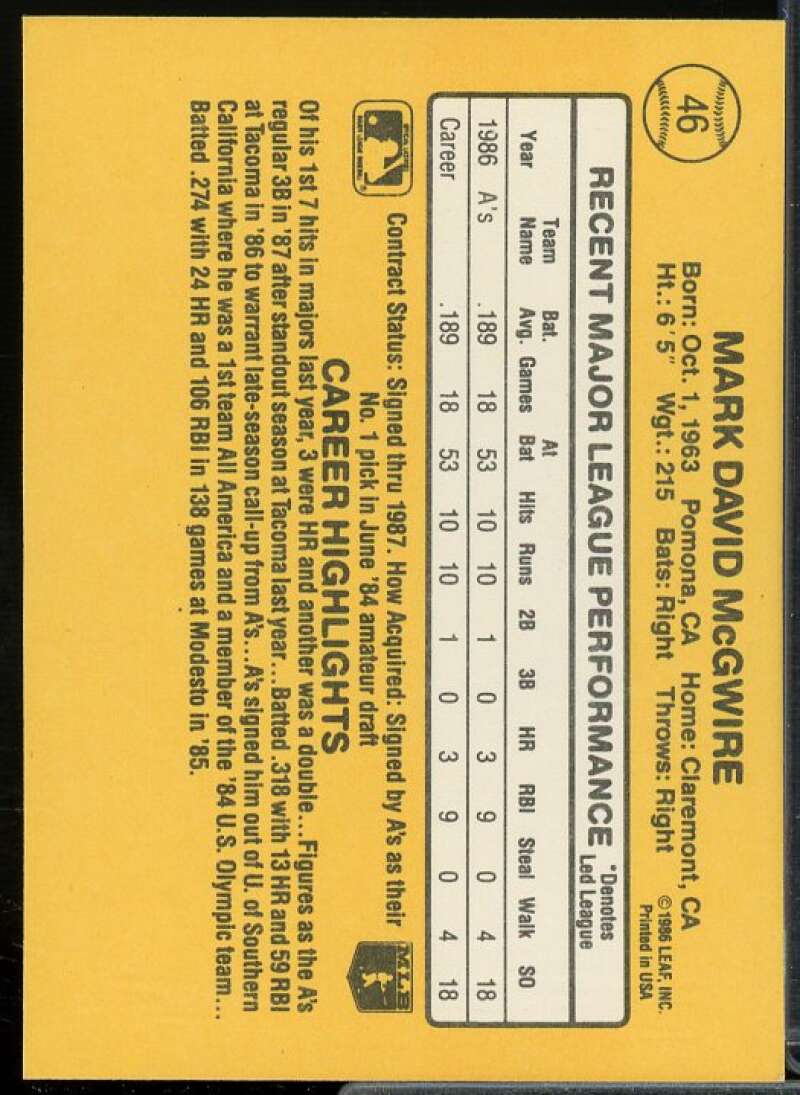 46
MARK DAVID McGWIRE
Born: Oct. 1, 1963 Pomona, CA Home: Claremont, CA
Ht.: 6'5" Wgt.: 215 Bats: Right Throws: Right
©1986 LEAF, INC.
Printed in USA
RECENT MAJOR LEAGUE PERFORMANCE *Denotes Led League
Year Team Name Bat. Avg. Games At Bat Hits Runs 2B 3B HR RBI Steal Walk SO
1986 A's .189 18 53 10 10 1 0 3 9 0 4 18
Career .189 18 53 10 10 1 0 3 9 0 4 18
Contract Status: Signed thru 1987. How Acquired: Signed by A's as their
No. 1 pick in June '84 amateur draft
MLB
CAREER HIGHLIGHTS
Of his 1st 7 hits in majors last year, 3 were HR and another was a double...Figures as the A's
regular 3B in '87 after standout season at Tacoma last year...Batted .318 with 13 HR and 59 RBI
at Tacoma in '86 to warrant late-season call-up from A's...A's signed him out of U. of Southern
California where he was a 1st team All America and a member of the '84 U.S. Olympic team...
Batted .274 with 24 HR and 106 RBI in 138 games at Modesto in '85.